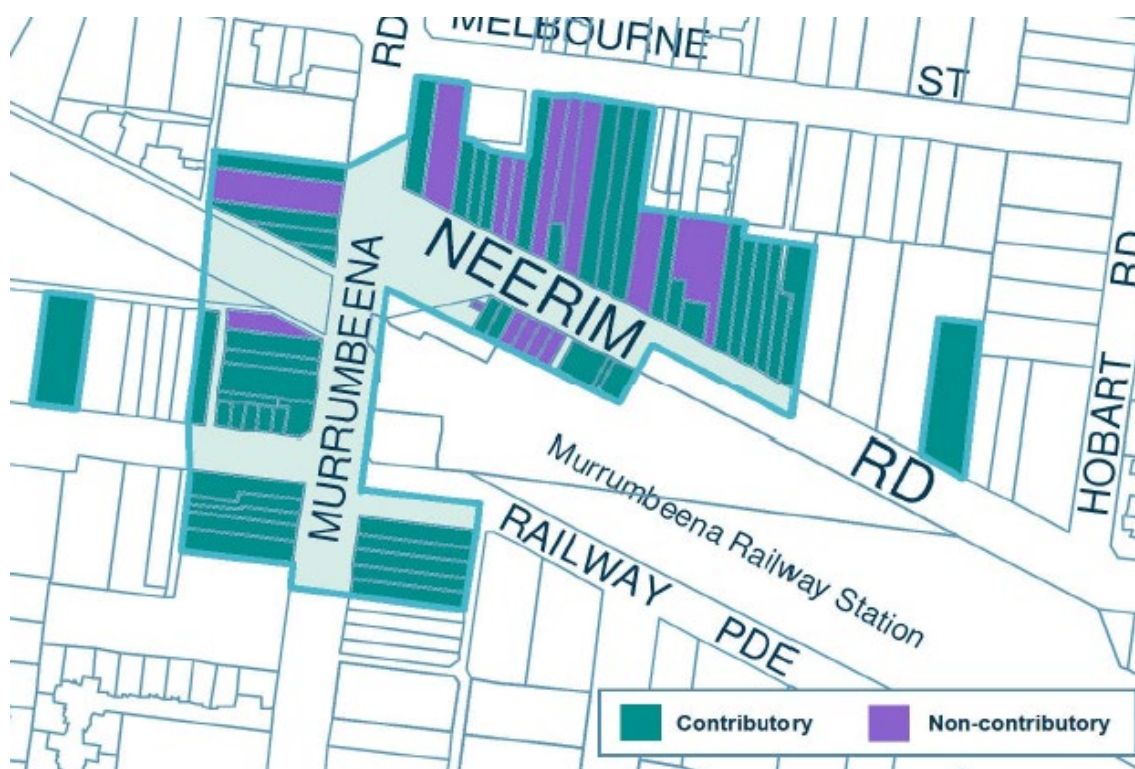 MELBOURNE
ST
RD
NEERIM
RD
MURRUMBEENA
RD
HOBART
Murrumbeena Railway Station
RAILWAY
PDE
Contributory
Non-contributory